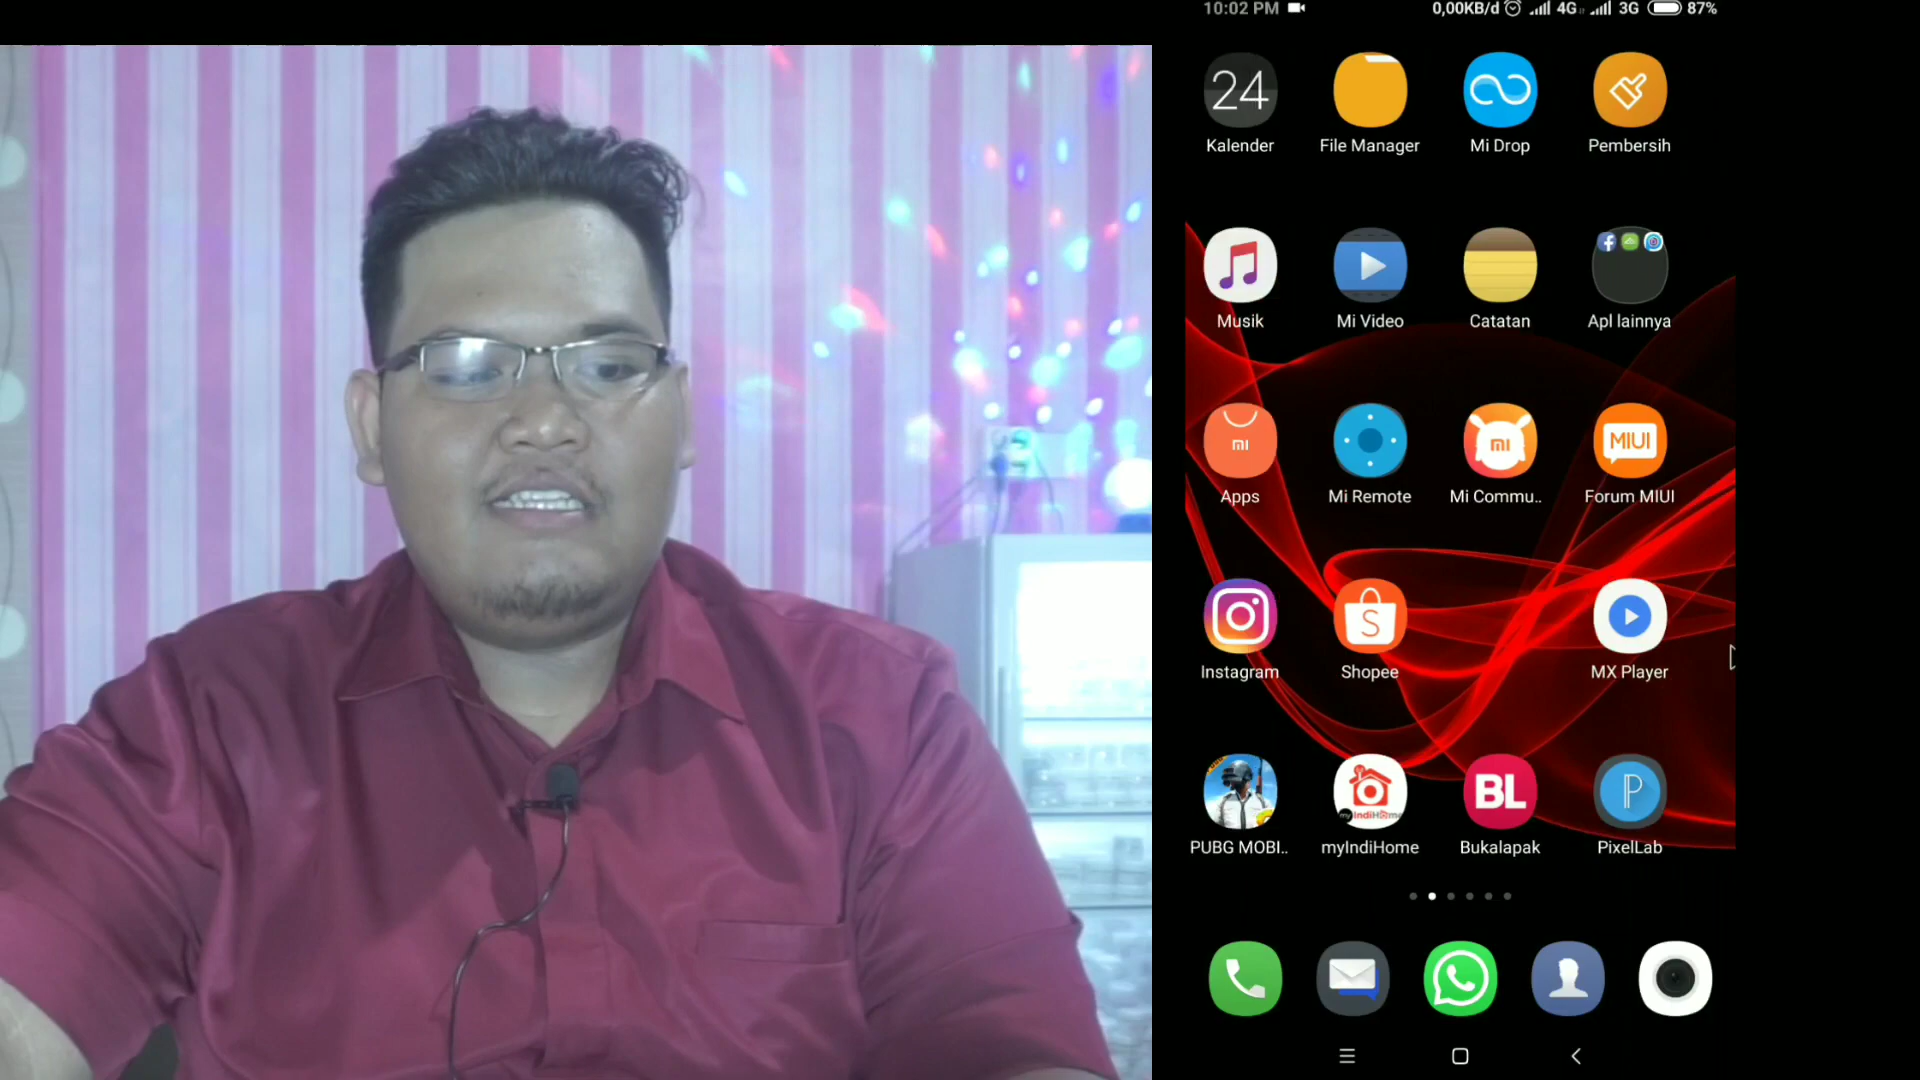 10:02 PM 0,00KB/d 4G 3G 87%
24
Kalender File Manager Mi Drop Pembersih
Musik Mi Video Catatan Apl lainnya
mi mi MIUI
Apps Mi Remote Mi Commu.. Forum MIUI
S
Instagram Shopee MX Player
myIndiHome BL P
PUBG MOBI.. myIndiHome Bukalapak PixelLab